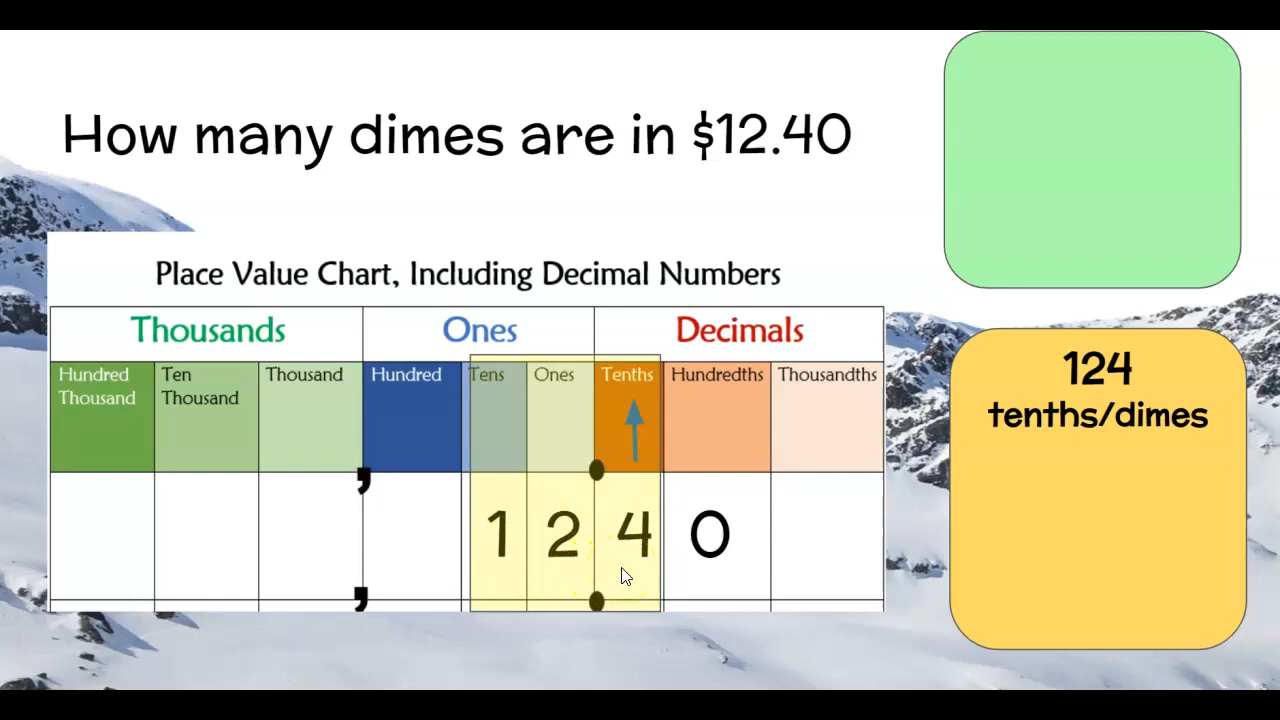 How many dimes are in $12.40
Place Value Chart, Including Decimal Numbers
Thousands Ones Decimals
Hundred Thousand Ten Thousand Thousand Hundred Tens Ones Tenths Hundredths Thousandths
, .
1 2 4 0
, .
124
tenths/dimes